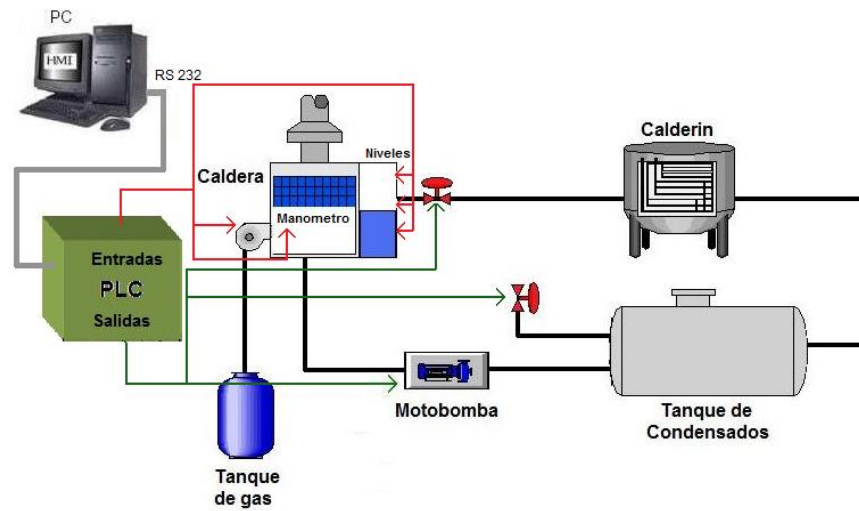 PC
HMI
RS 232
Niveles
Calderin
Caldera
Manometro
Entradas
PLC
Salidas
Motobomba
Tanque de
Condensados
Tanque
de gas